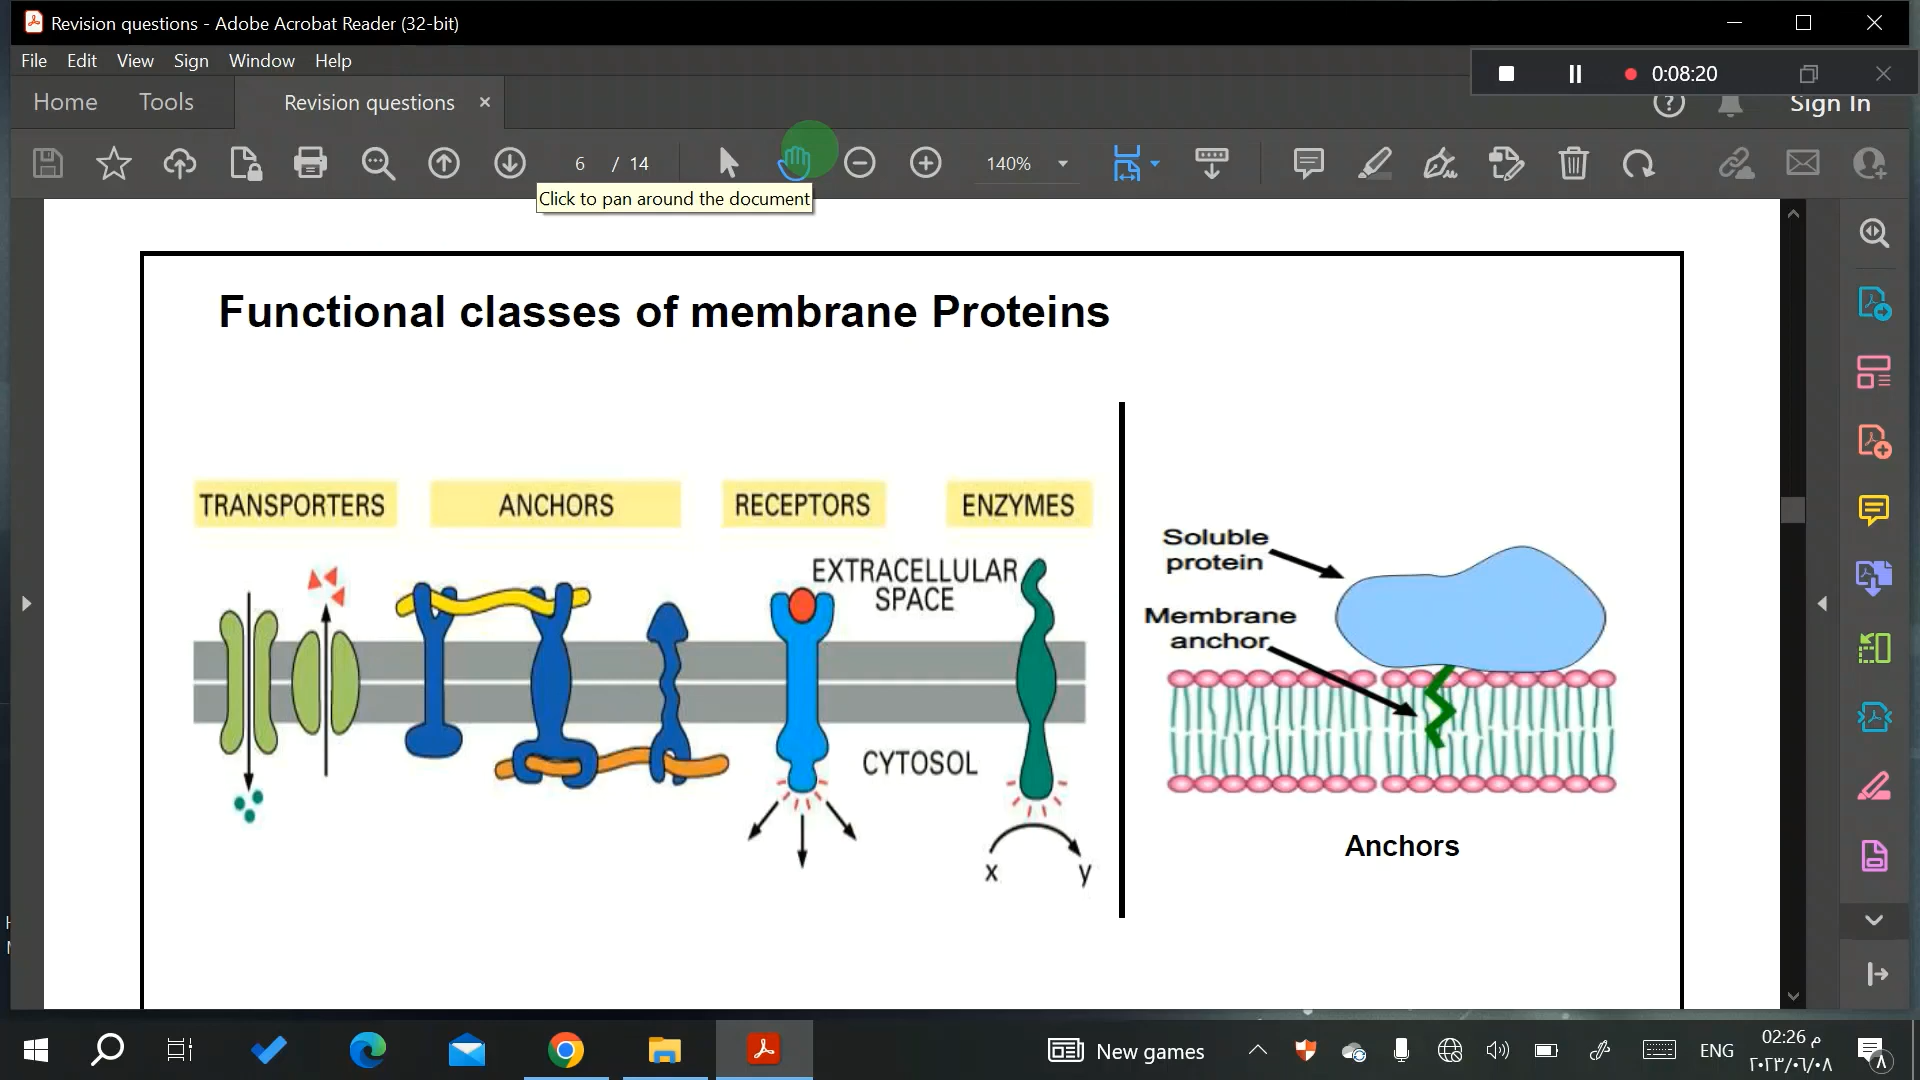 Revision questions - Adobe Acrobat Reader (32-bit)
File Edit View Sign Window Help
0:08:20
Home Tools Revision questions
Sign In
6 / 14
140%
Click to pan around the document
Functional classes of membrane Proteins
TRANSPORTERS ANCHORS RECEPTORS ENZYMES
EXTRACELLULAR
SPACE
CYTOSOL
x y
Soluble
protein
Membrane
anchor
Anchors
New games
ENG
02:26 م
٢٠٢٣/٠٦/٠٨
٨